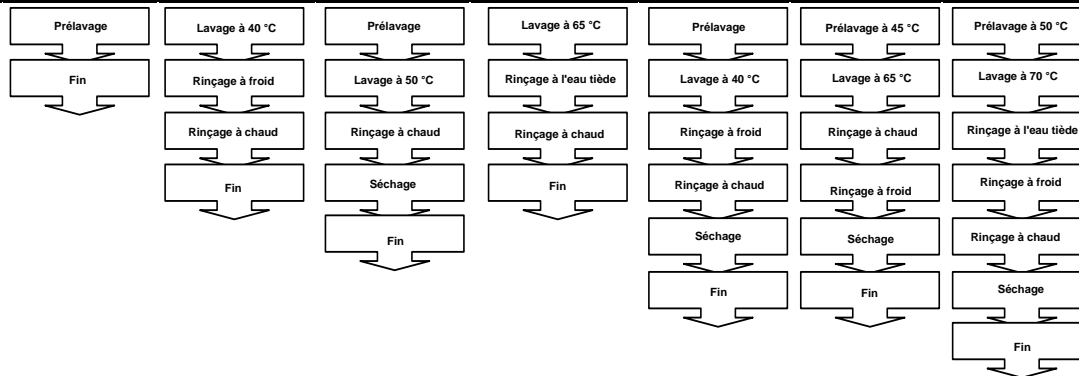 Prélavage
Fin
Lavage à 40 °C
Rinçage à froid
Rinçage à chaud
Fin
Prélavage
Lavage à 50 °C
Rinçage à chaud
Séchage
Fin
Lavage à 65 °C
Rinçage à l'eau tiède
Rinçage à chaud
Fin
Prélavage
Lavage à 40 °C
Rinçage à froid
Rinçage à chaud
Séchage
Fin
Prélavage à 45 °C
Lavage à 65 °C
Rinçage à chaud
Rinçage à froid
Séchage
Fin
Prélavage à 50 °C
Lavage à 70 °C
Rinçage à l'eau tiède
Rinçage à froid
Rinçage à chaud
Séchage
Fin